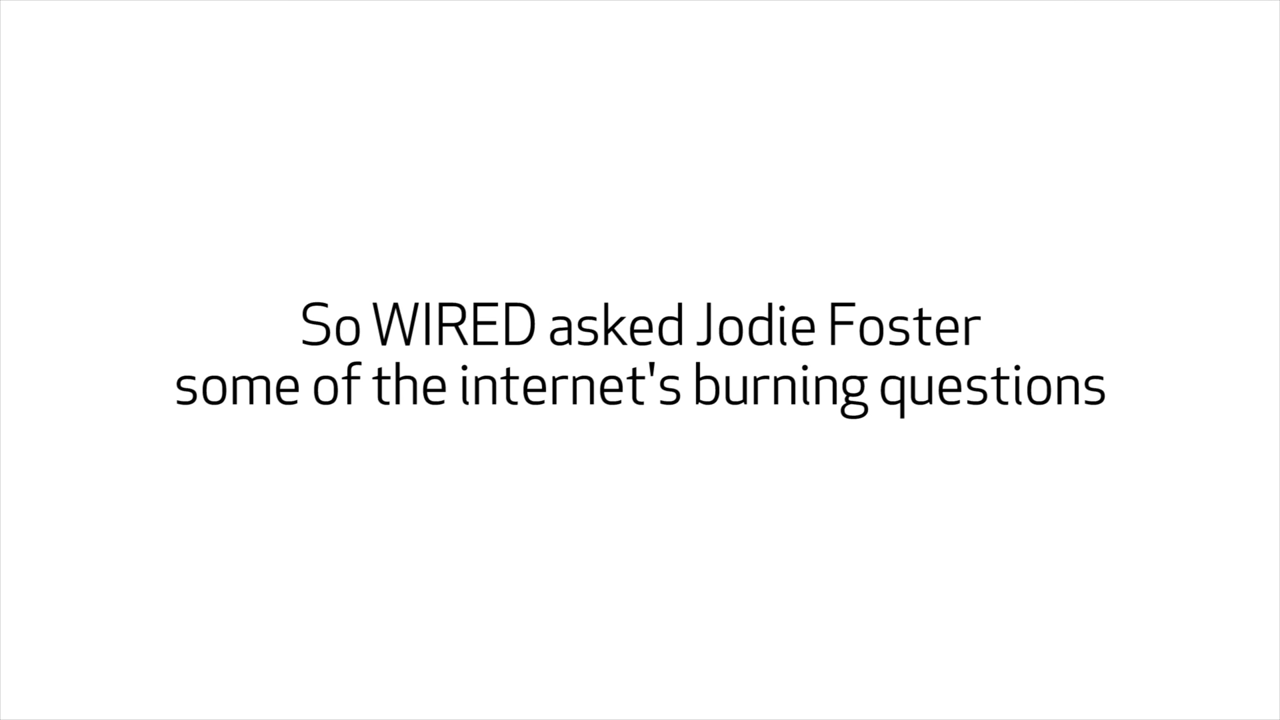 So WIRED asked Jodie Foster
some of the internet's burning questions